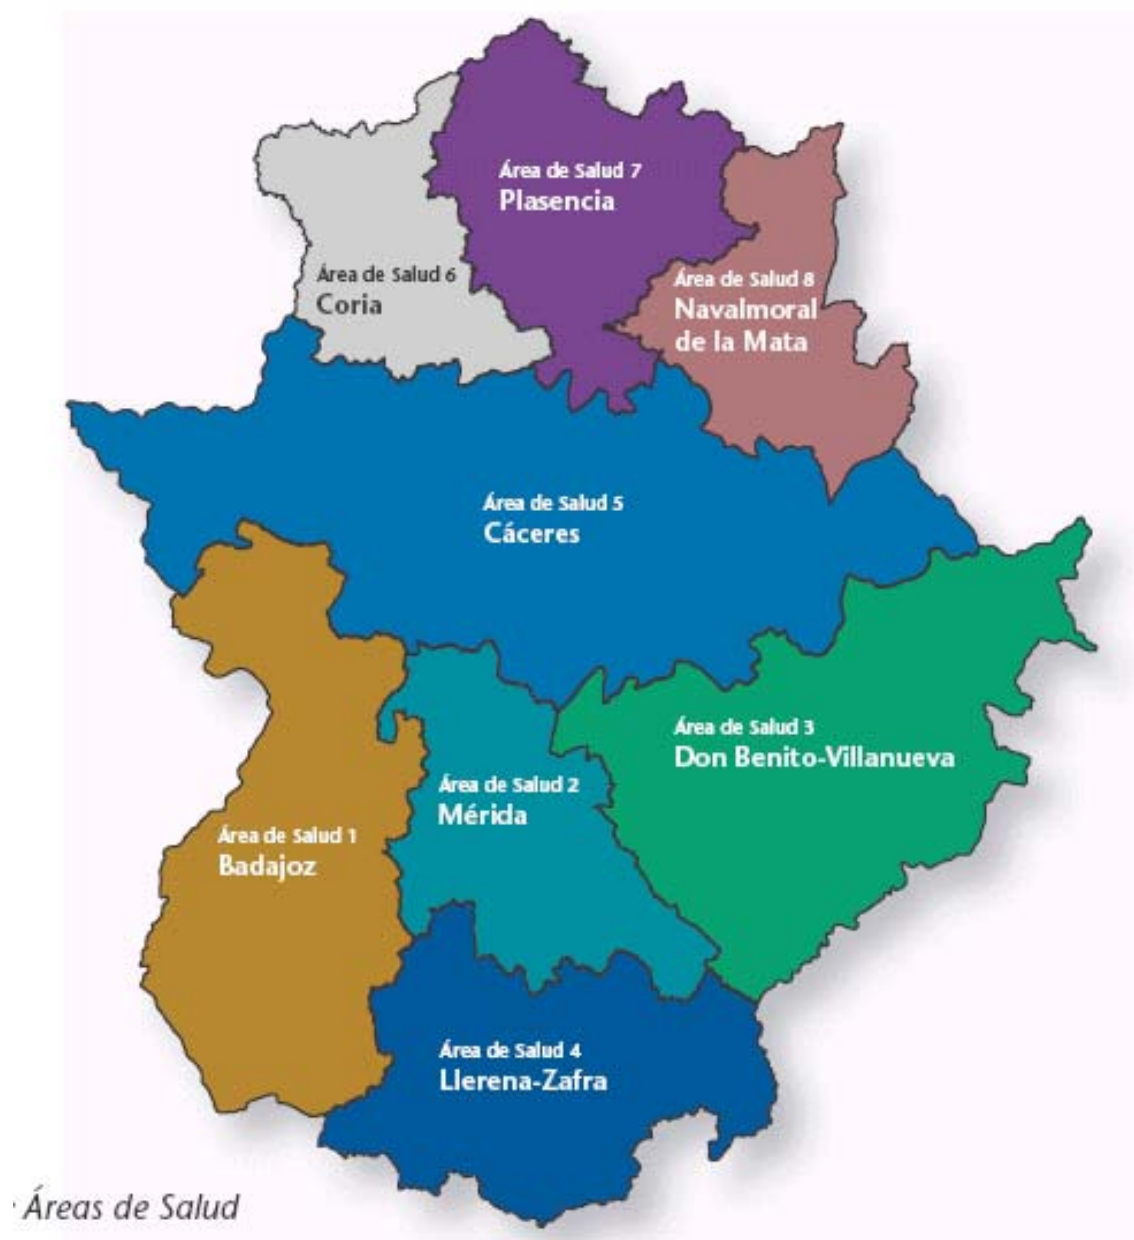 Área de Salud 7
Plasencia
Área de Salud 6
Coria
Área de Salud 8
Navalmoral
de la Mata
Área de Salud 5
Cáceres
Área de Salud 3
Don Benito-Villanueva
Área de Salud 2
Mérida
Área de Salud 1
Badajoz
Área de Salud 4
Llerena-Zafra
Áreas de Salud